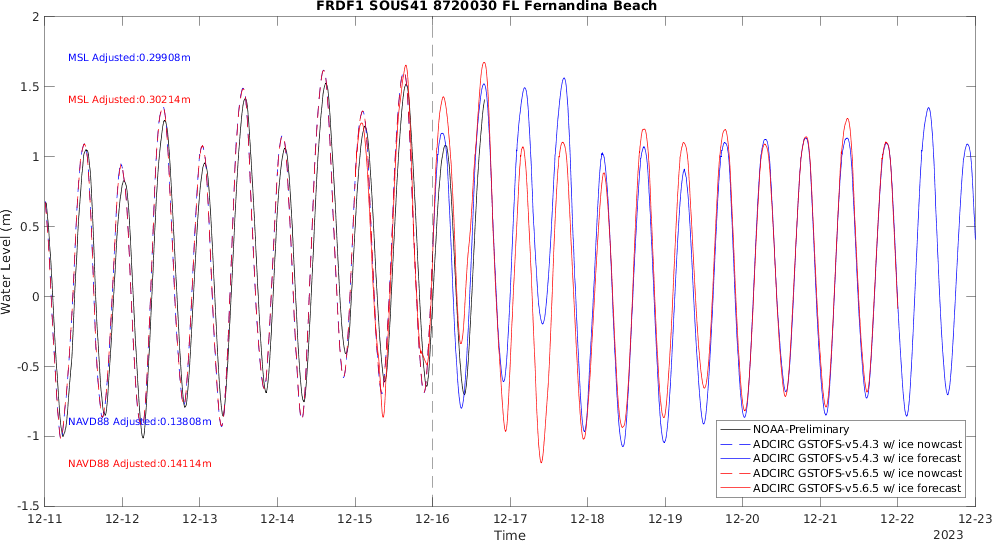 FRDF1 SOUS41 8720030 FL Fernandina Beach
2
1.5
1
0.5
0
-0.5
-1
-1.5
Water Level (m)
MSL Adjusted:0.29908m
MSL Adjusted:0.30214m
NAVD88 Adjusted:0.13808m
NAVD88 Adjusted:0.14114m
NOAA-Preliminary
ADCIRC GSTOFS-v5.4.3 w/ ice nowcast
ADCIRC GSTOFS-v5.4.3 w/ ice forecast
ADCIRC GSTOFS-v5.6.5 w/ ice nowcast
ADCIRC GSTOFS-v5.6.5 w/ ice forecast
12-11 12-12 12-13 12-14 12-15 12-16 12-17 12-18 12-19 12-20 12-21 12-22 12-23
Time
2023